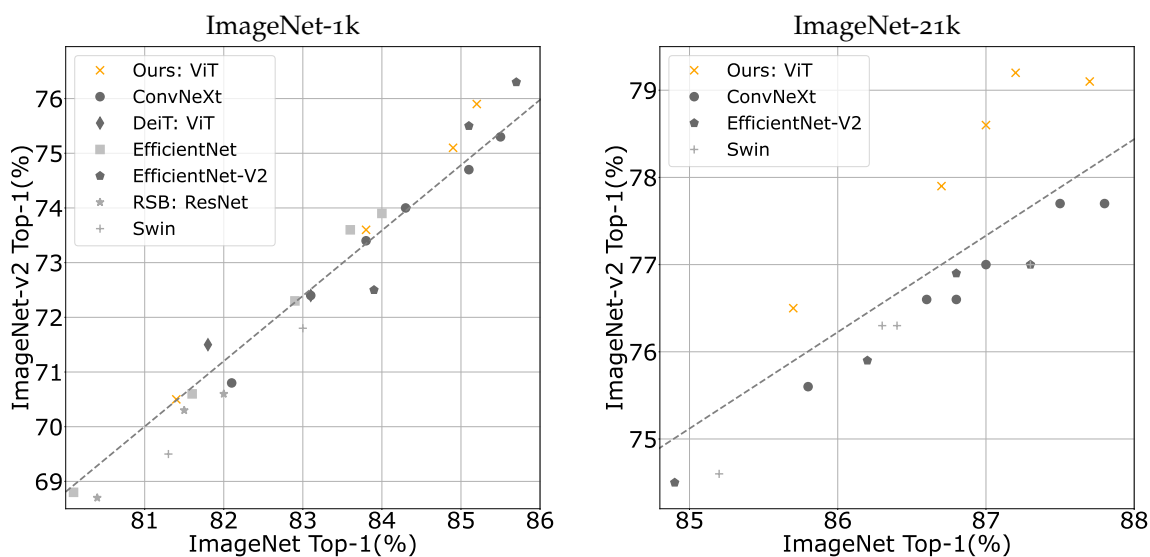 ImageNet-1k
ImageNet-v2 Top-1(%)
76
75
74
73
72
71
70
69
Ours: ViT
ConvNeXt
DeiT: ViT
EfficientNet
EfficientNet-V2
RSB: ResNet
Swin
81
82
83
84
85
86
ImageNet Top-1(%)
ImageNet-21k
ImageNet-v2 Top-1(%)
79
78
77
76
75
Ours: ViT
ConvNeXt
EfficientNet-V2
Swin
85
86
87
88
ImageNet Top-1(%)